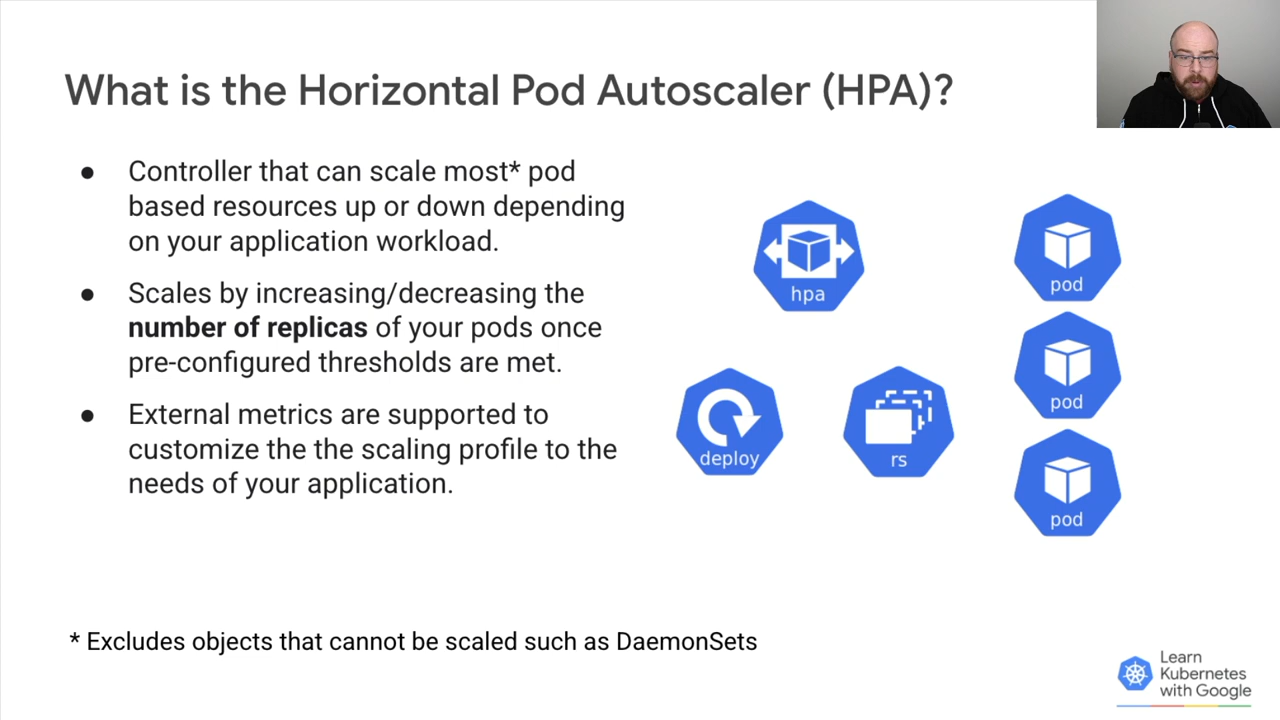 What is the Horizontal Pod Autoscaler (HPA)?
● Controller that can scale most* pod
based resources up or down depending
on your application workload.
● Scales by increasing/decreasing the
number of replicas of your pods once
pre-configured thresholds are met.
● External metrics are supported to
customize the the scaling profile to the
needs of your application.
hpa
deploy
rs
pod
pod
pod
* Excludes objects that cannot be scaled such as DaemonSets
Learn
Kubernetes
with Google